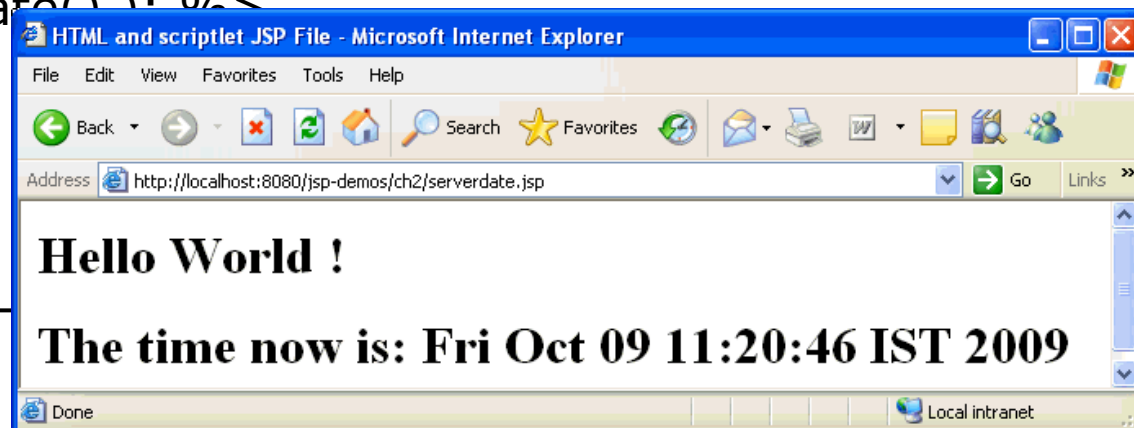 ate() ); %>
HTML and scriptlet JSP File - Microsoft Internet Explorer
File Edit View Favorites Tools Help
Back Search Favorites W
Address http://localhost:8080/jsp-demos/ch2/serverdate.jsp Go Links »
Hello World !
The time now is: Fri Oct 09 11:20:46 IST 2009
Done Local intranet